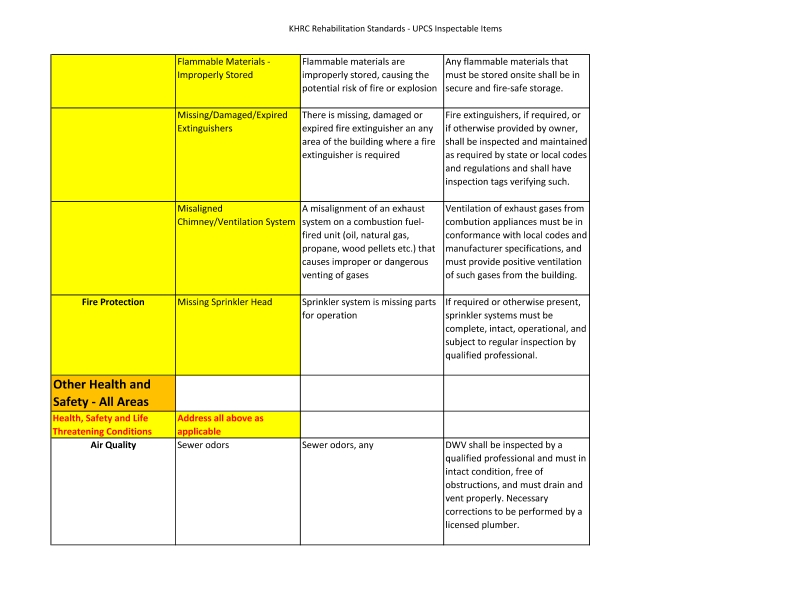 KHRC Rehabilitation Standards - UPCS Inspectable Items
Flammable Materials -
Improperly Stored
Flammable materials are
improperly stored, causing the
potential risk of fire or explosion
Any flammable materials that
must be stored onsite shall be in
secure and fire-safe storage.
Missing/Damaged/Expired
Extinguishers
There is missing, damaged or
expired fire extinguisher an any
area of the building where a fire
extinguisher is required
Fire extinguishers, if required, or
if otherwise provided by owner,
shall be inspected and maintained
as required by state or local codes
and regulations and shall have
inspection tags verifying such.
Misaligned
Chimney/Ventilation System
A misalignment of an exhaust
system on a combustion fuel-
fired unit (oil, natural gas,
propane, wood pellets etc.) that
causes improper or dangerous
venting of gases
Ventilation of exhaust gases from
combution appliances must be in
conformance with local codes and
manufacturer specifications, and
must provide positive ventilation
of such gases from the building.
Fire Protection
Missing Sprinkler Head
Sprinkler system is missing parts
for operation
If required or otherwise present,
sprinkler systems must be
complete, intact, operational, and
subject to regular inspection by
qualified professional.
Other Health and
Safety - All Areas
Health, Safety and Life
Threatening Conditions
Address all above as
applicable
Air Quality
Sewer odors
Sewer odors, any
DWV shall be inspected by a
qualified professional and must in
intact condition, free of
obstructions, and must drain and
vent properly. Necessary
corrections to be performed by a
licensed plumber.